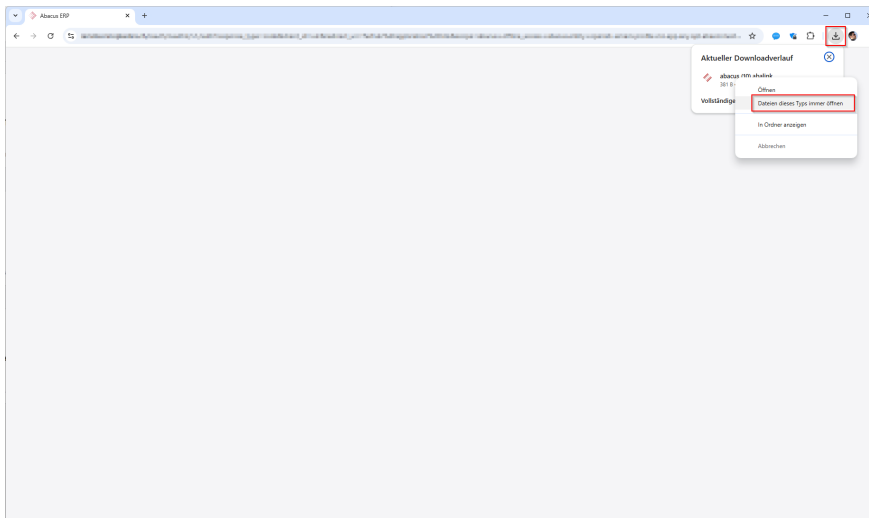 Abacus ERP
Aktueller Downloadverlauf
abacus (10).abalink
381 B
Vollständige
Öffnen
Dateien dieses Typs immer öffnen
In Ordner anzeigen
Abbrechen